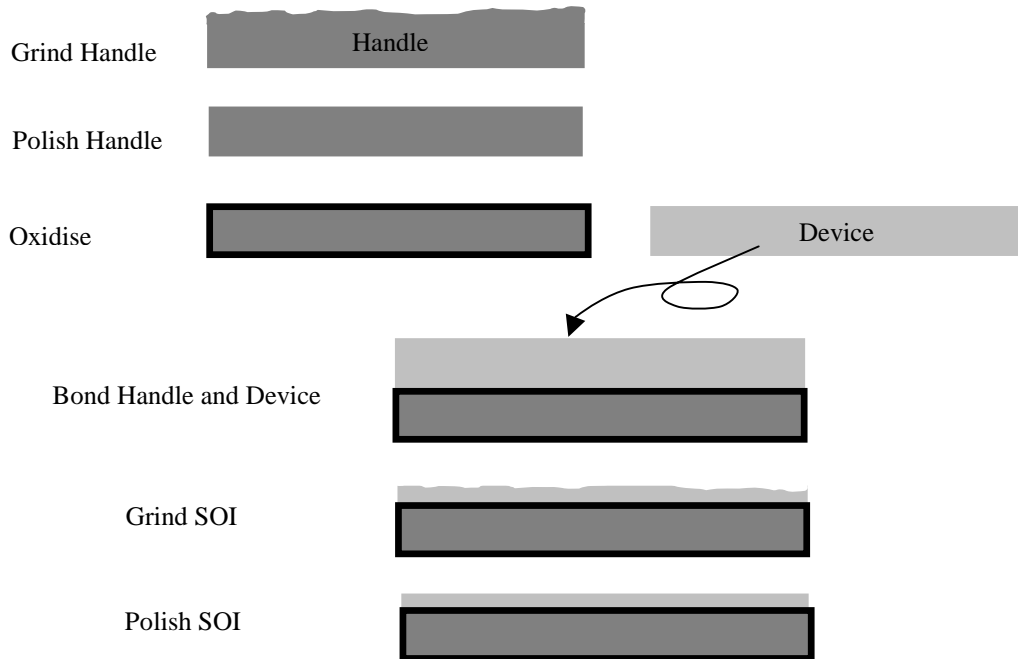 Handle
Grind Handle
Polish Handle
Oxidise
Device
Bond Handle and Device
Grind SOI
Polish SOI